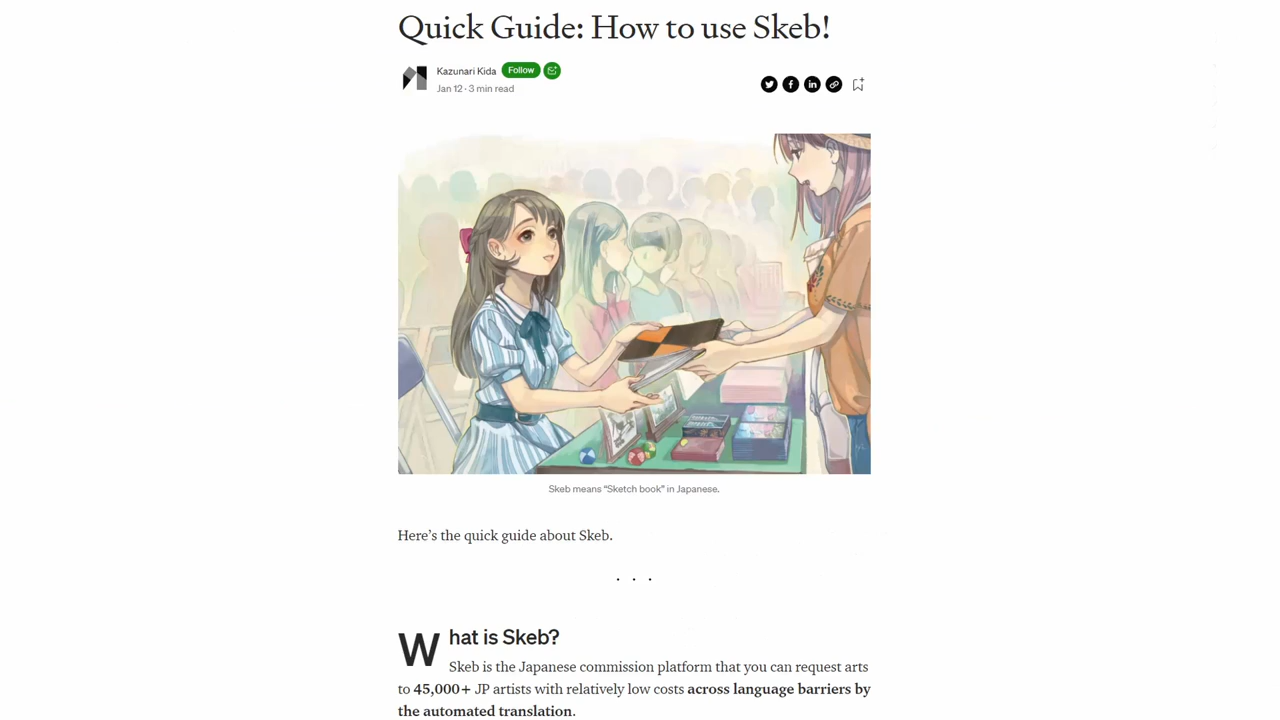 Quick Guide: How to use Skeb!
Kazunari Kida Follow
Jan 12 · 3 min read
Skeb means “Sketch book” in Japanese.
Here’s the quick guide about Skeb.
. . .
What is Skeb?
Skeb is the Japanese commission platform that you can request arts
to 45,000+ JP artists with relatively low costs across language barriers by
the automated translation.